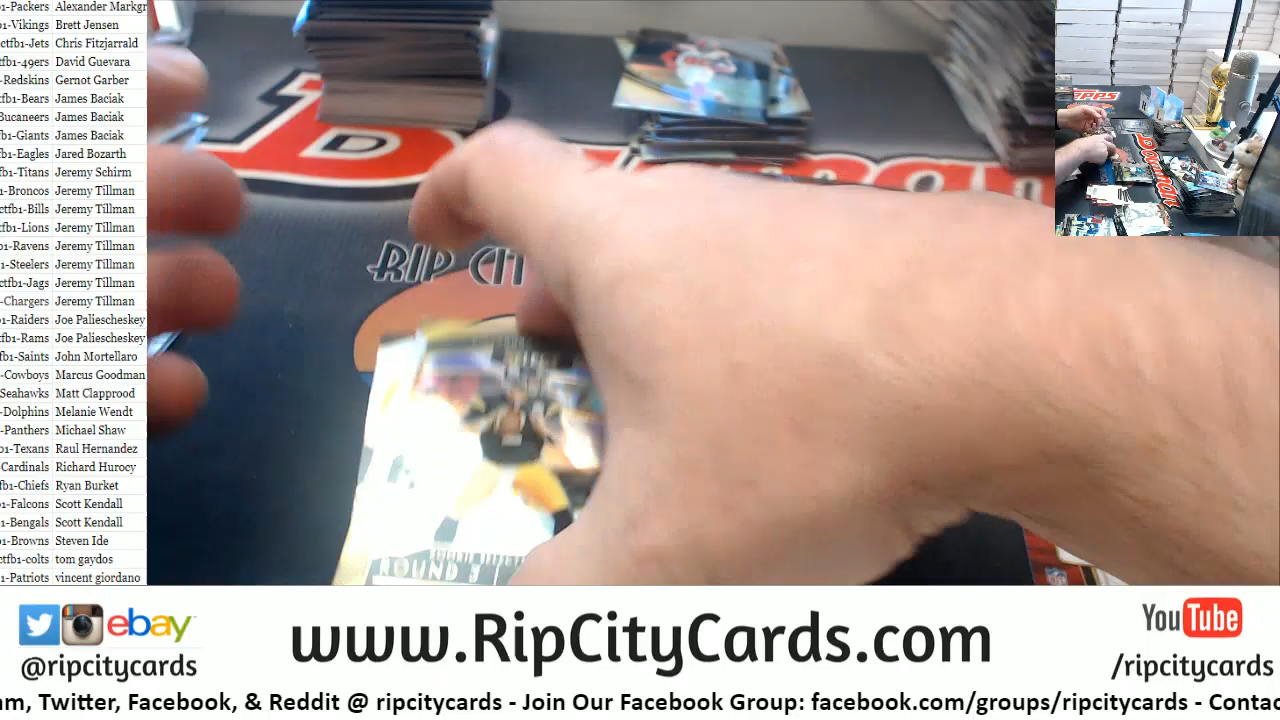 1-Packers Alexander Markgr
1-Vikings Brett Jensen
ctfb1-Jets Chris Fitzjarrald
tfb1-49ers David Guevara
-Redskins Gernot Garber
fb1-Bears James Baciak
Bucaneers James Baciak
fb1-Giants James Baciak
fb1-Eagles Jared Bozarth
fb1-Titans Jeremy Schirm
1-Broncos Jeremy Tillman
ctfb1-Bills Jeremy Tillman
tfb1-Lions Jeremy Tillman
b1-Ravens Jeremy Tillman
1-Steelers Jeremy Tillman
tfb1-Jags Jeremy Tillman
-Chargers Jeremy Tillman
b1-Raiders Joe Paliescheskey
fb1-Rams Joe Paliescheskey
fb1-Saints John Mortellaro
-Cowboys Marcus Goodman
Seahawks Matt Clapprood
-Dolphins Melanie Wendt
-Panthers Michael Shaw
b1-Texans Raul Hernandez
Cardinals Richard Hurocy
fb1-Chiefs Ryan Burket
1-Falcons Scott Kendall
1-Bengals Scott Kendall
b1-Browns Steven Ide
ctfb1-colts tom gaydos
1-Patriots vincent giordano
RIP CIT
ebay
@ripcitycards
www.RipCityCards.com
YouTube
/ripcitycards
am, Twitter, Facebook, & Reddit @ ripcitycards - Join Our Facebook Group: facebook.com/groups/ripcitycards - Contac